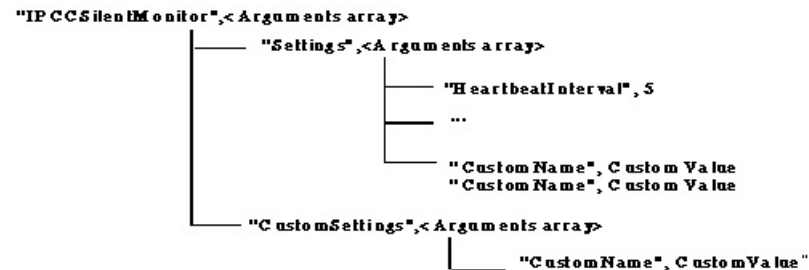 "IPCCSilentMonitor",<Arguments array>
"Settings",<Arguments array>
"HeartbeatInterval", 5
...
"CustomName", Custom Value
"CustomName", Custom Value
"CustomSettings",<Arguments array>
"CustomName", CustomValue"